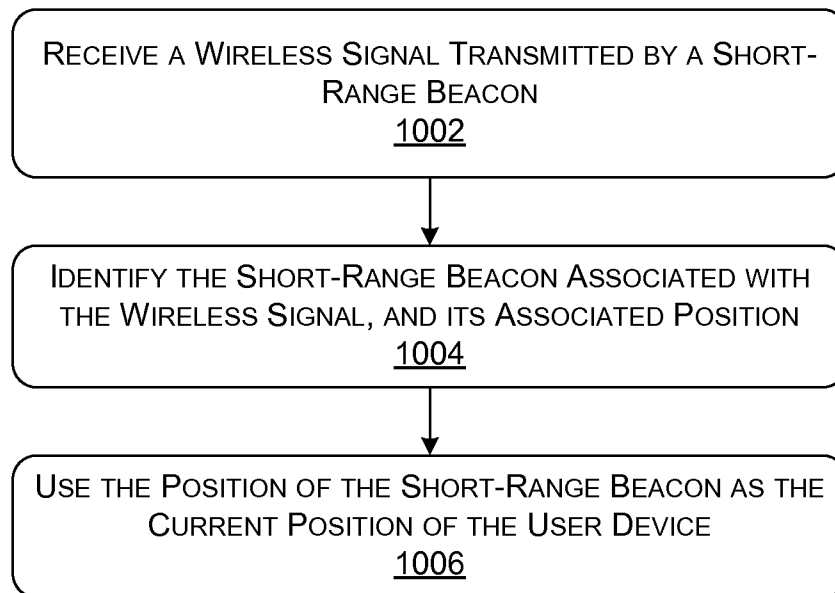 RECEIVE A WIRELESS SIGNAL TRANSMITTED BY A SHORT-
RANGE BEACON
1002
IDENTIFY THE SHORT-RANGE BEACON ASSOCIATED WITH
THE WIRELESS SIGNAL, AND ITS ASSOCIATED POSITION
1004
USE THE POSITION OF THE SHORT-RANGE BEACON AS THE
CURRENT POSITION OF THE USER DEVICE
1006